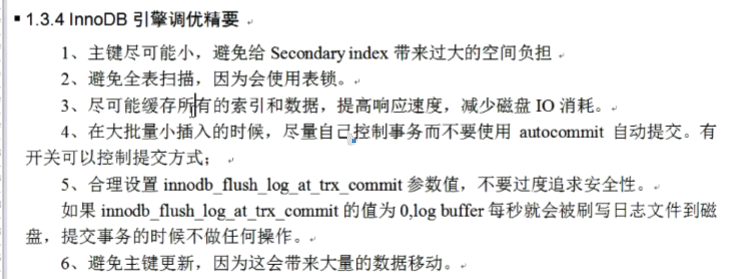 1.3.4 InnoDB 引擎调优精要
1、主键尽可能小，避免给 Secondary index 带来过大的空间负担
2、避免全表扫描，因为会使用表锁。
3、尽可能缓存所有的索引和数据，提高响应速度，减少磁盘 IO 消耗。
4、在大批量小插入的时候，尽量自己控制事务而不要使用 autocommit 自动提交。有
开关可以控制提交方式；
5、合理设置 innodb_flush_log_at_trx_commit 参数值，不要过度追求安全性。
如果 innodb_flush_log_at_trx_commit 的值为 0,log buffer 每秒就会被刷写日志文件到磁
盘，提交事务的时候不做任何操作。
6、避免主键更新，因为这会带来大量的数据移动。